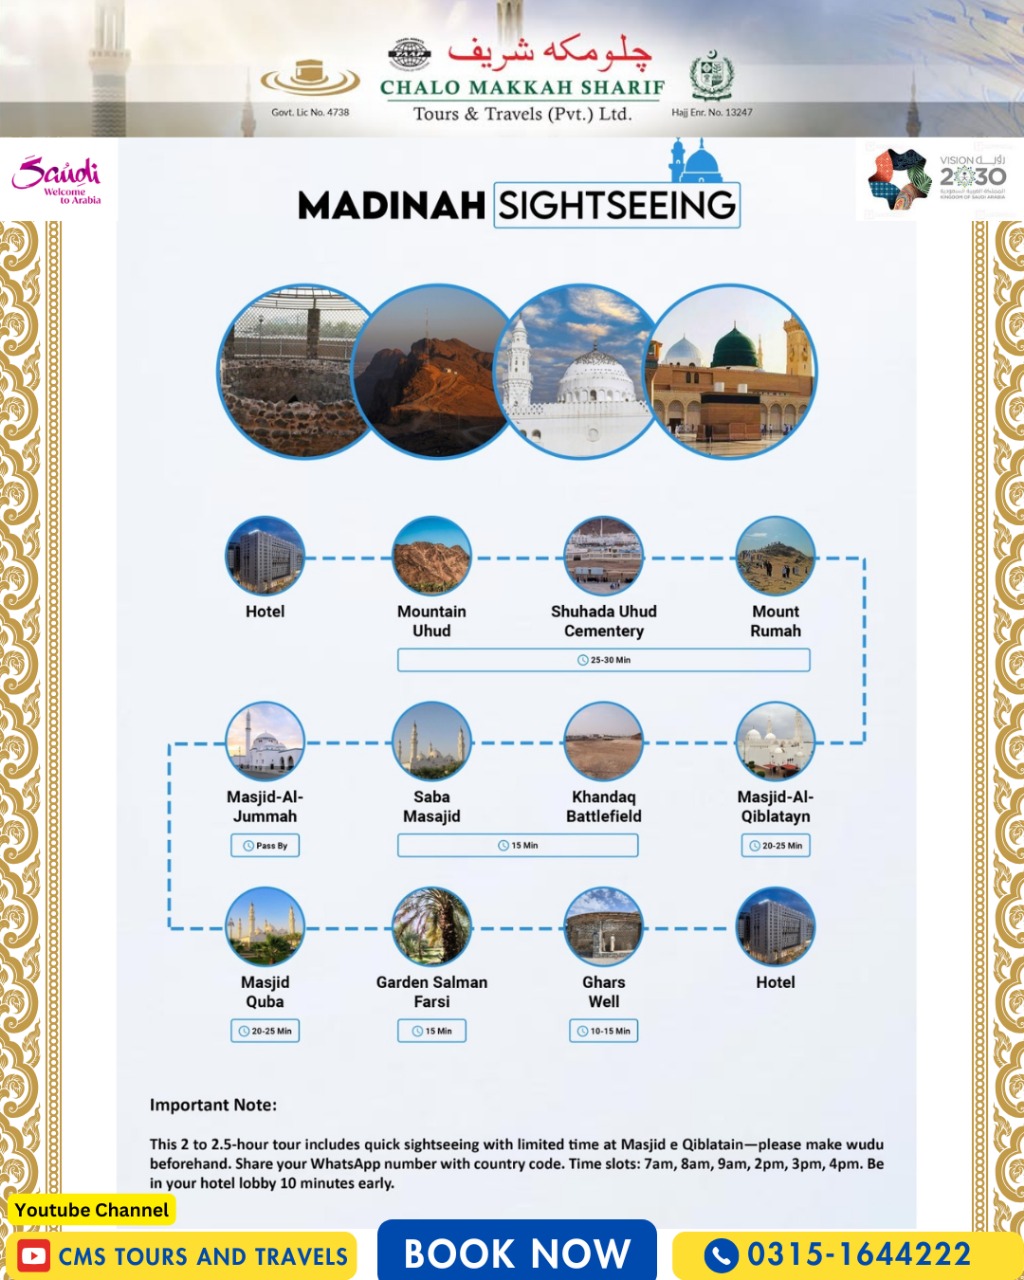 چلو مکه شریف
CHALO MAKKAH SHARIF
Tours & Travels (Pvt.) Ltd.
Govt. Lic No. 4738
Hajj Enr. No. 13247
Saudi
Welcome
to Arabia
VISION رؤيـــة
2030
المملكة العربية السعودية
KINGDOM OF SAUDI ARABIA
MADINAH SIGHTSEEING
Hotel
Mountain
Uhud
Shuhada Uhud
Cementery
Mount
Rumah
25-30 Min
Masjid-Al-
Jummah
Saba
Masajid
Khandaq
Battlefield
Masjid-Al-
Qiblatayn
Pass By
15 Min
20-25 Min
Masjid
Quba
Garden Salman
Farsi
Ghars
Well
Hotel
20-25 Min
15 Min
10-15 Min
Important Note:
This 2 to 2.5-hour tour includes quick sightseeing with limited time at Masjid e Qiblatain—please make wudu
beforehand. Share your WhatsApp number with country code. Time slots: 7am, 8am, 9am, 2pm, 3pm, 4pm. Be
in your hotel lobby 10 minutes early.
Youtube Channel
CMS TOURS AND TRAVELS
BOOK NOW
0315-1644222